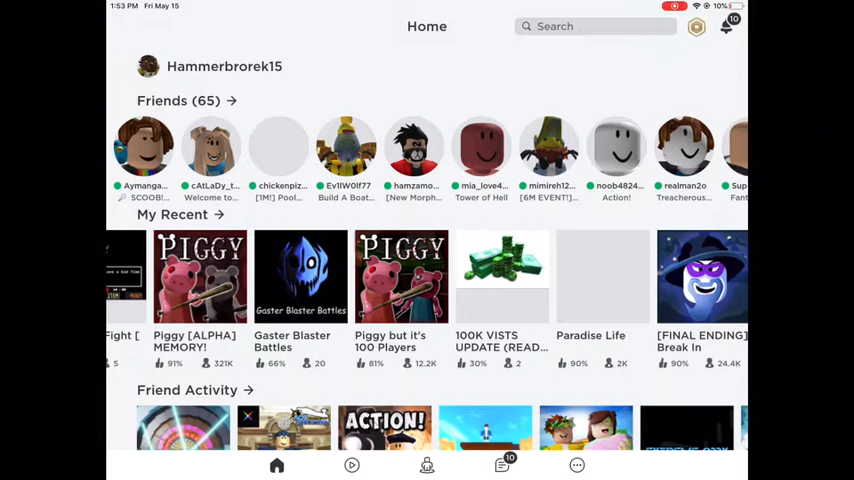 1:53 PM Fri May 15
10%
Home
Search
10
Hammerbrorek15
Friends (65)
Aymanga... cAtLaDy_t... chickenpiz... Ev1lW0lf77 hamzamo... mia_love4... mimireh12... noob4824... realman2o Sup
SCOOB!... Welcome to... [1M!] Pool... Build A Boat... [New Morph... Tower of Hell [6M EVENT!]... Action! Treacherous... Fant
My Recent
PIGGY
Gaster Blaster Battles
PIGGY
Fight [ Piggy [ALPHA] Gaster Blaster Piggy but it's 100K VISTS Paradise Life [FINAL ENDING]
MEMORY! Battles 100 Players UPDATE (READ... Break In
5 91% 321K 66% 20 81% 12.2K 30% 2 90% 2K 90% 24.4K
Friend Activity
ACTION!
10